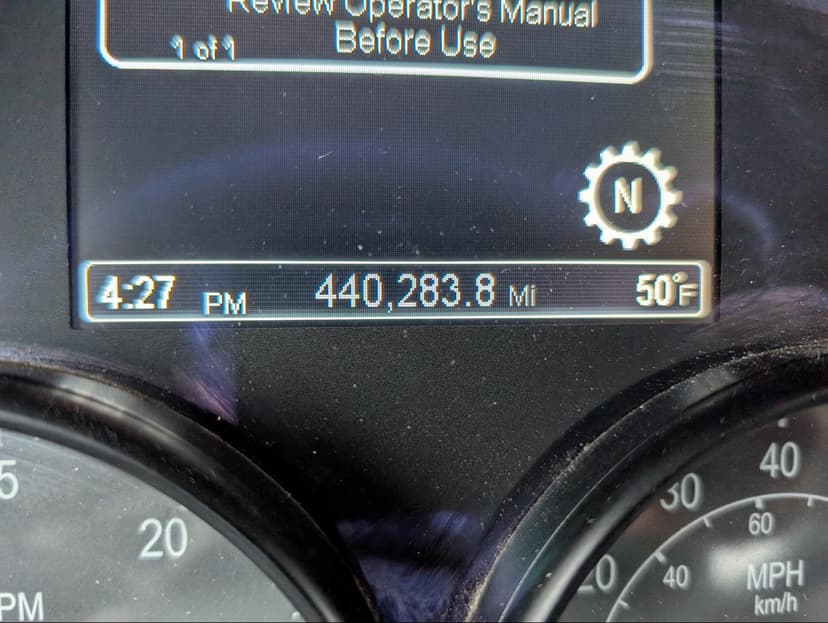 Review Operator's Manual
1 of 1 Before Use
N
4:27 PM 440,283.8 Mi 50°F
5
20
PM
20
30
40
40
60
MPH
km/h